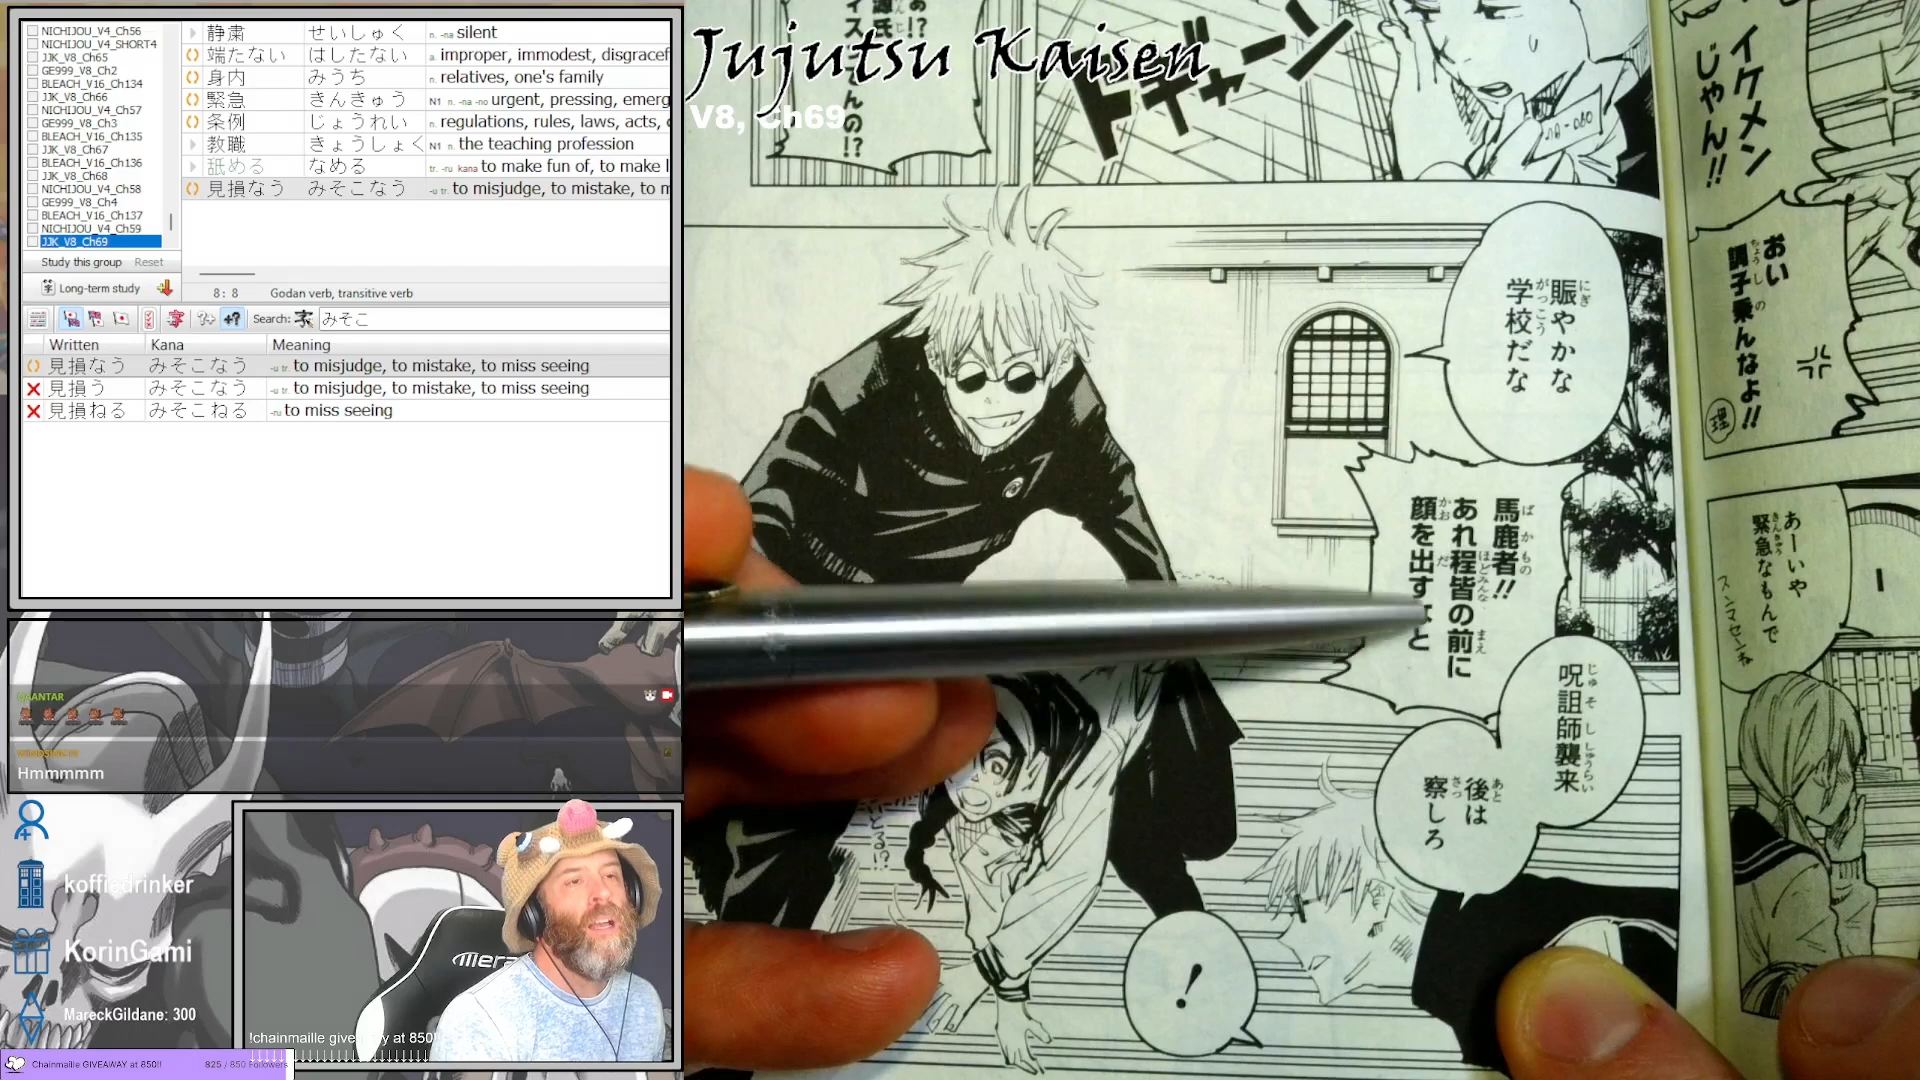 NICHIJOU_V4_Ch56
NICHIJOU_V4_SHORT4
JJK_V8_Ch65
GE999_V8_Ch2
BLEACH_V16_Ch134
JJK_V8_Ch66
NICHIJOU_V4_Ch57
GE999_V8_Ch3
BLEACH_V16_Ch135
JJK_V8_Ch67
BLEACH_V16_Ch136
JJK_V8_Ch68
NICHIJOU_V4_Ch58
GE999_V8_Ch4
BLEACH_V16_Ch137
NICHIJOU_V4_Ch59
JJK_V8_Ch69
Study this group Reset
Long-term study
静粛 せいしゅく n. -na silent
端たない はしたない a. improper, immodest, disgracef
身内 みうち n. relatives, one's family
緊急 きんきゅう N1 n. -na -no urgent, pressing, emerg
条例 じょうれい n. regulations, rules, laws, acts,
教職 きょうしょく N1 n. the teaching profession
舐める なめる tr. -ru kana to make fun of, to make l
見損なう みそこなう -u tr. to misjudge, to mistake, to m
8: 8 Godan verb, transitive verb
Search: みそこ
Written Kana Meaning
見損なう みそこなう -u tr. to misjudge, to mistake, to miss seeing
見損う みそこなう -u tr. to misjudge, to mistake, to miss seeing
見損ねる みそこねる -ru to miss seeing
Hmmmmm
koffiedrinker
KorinGami
MareckGildane: 300
Chainmaille GIVEAWAY at 850!! 825 / 850 Followers
!chainmaille give
y at 850!
Jujutsu Kaisen
V8, Ch69
ドギャーン
イケメン
じゃん!!
おい
調子乗んなよ!!
理
賑やかな
学校だな
馬鹿者!!
あれ程皆の前に
顔を出す
と
呪詛師襲来
後は
察しろ
!
あーいや
緊急なもんで
スンマセンね